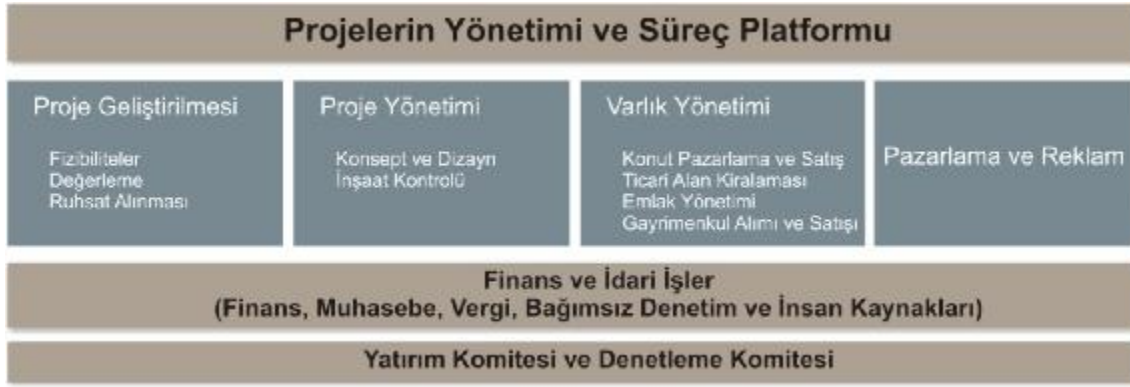 Projelerin Yönetimi ve Süreç Platformu
Proje Geliştirilmesi
Fizibiliteler
Değerleme
Ruhsat Alınması
Proje Yönetimi
Konsept ve Dizayn
İnşaat Kontrolü
Varlık Yönetimi
Konut Pazarlama ve Satış
Ticari Alan Kiralaması
Emlak Yönetimi
Gayrimenkul Alımı ve Satışı
Pazarlama ve Reklam
Finans ve İdari İşler
(Finans, Muhasebe, Vergi, Bağımsız Denetim ve İnsan Kaynakları)
Yatırım Komitesi ve Denetleme Komitesi